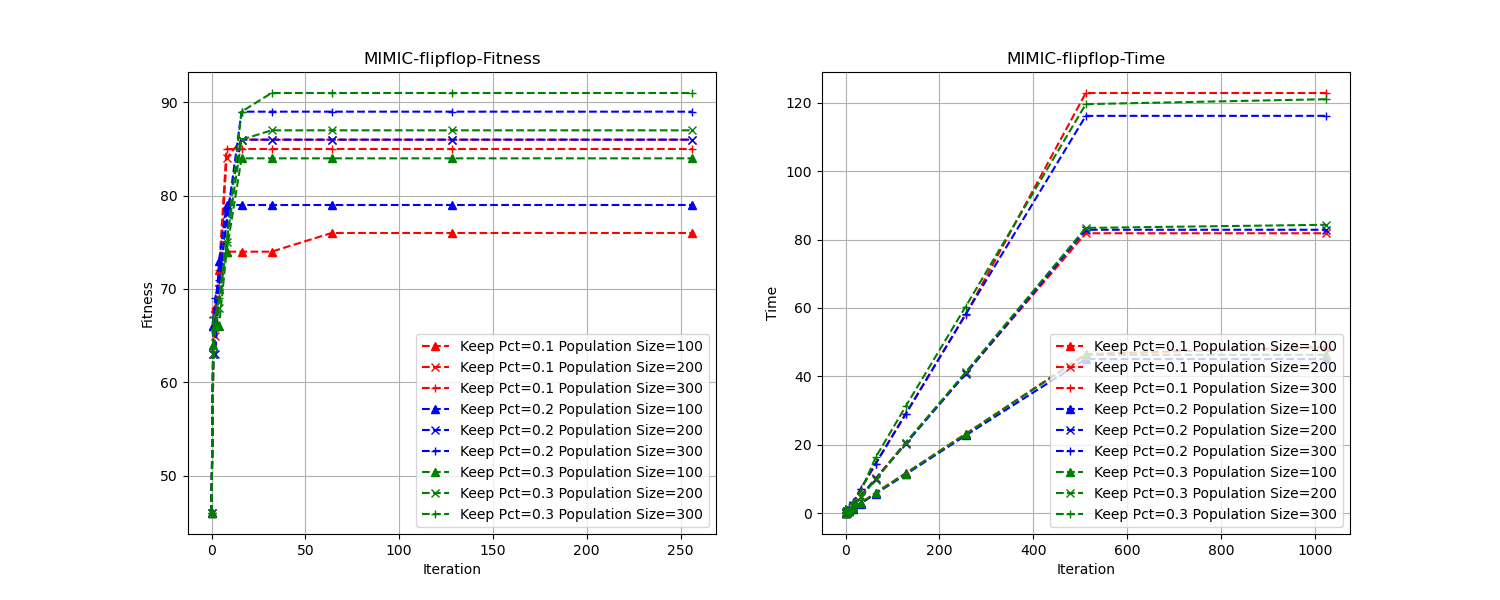 MIMIC-flipflop-Fitness
Fitness
90
80
70
60
50
0 50 100 150 200 250
Iteration
Keep Pct=0.1 Population Size=100
Keep Pct=0.1 Population Size=200
Keep Pct=0.1 Population Size=300
Keep Pct=0.2 Population Size=100
Keep Pct=0.2 Population Size=200
Keep Pct=0.2 Population Size=300
Keep Pct=0.3 Population Size=100
Keep Pct=0.3 Population Size=200
Keep Pct=0.3 Population Size=300
MIMIC-flipflop-Time
Time
120
100
80
60
40
20
0
0 200 400 600 800 1000
Iteration
Keep Pct=0.1 Population Size=100
Keep Pct=0.1 Population Size=200
Keep Pct=0.1 Population Size=300
Keep Pct=0.2 Population Size=100
Keep Pct=0.2 Population Size=200
Keep Pct=0.2 Population Size=300
Keep Pct=0.3 Population Size=100
Keep Pct=0.3 Population Size=200
Keep Pct=0.3 Population Size=300